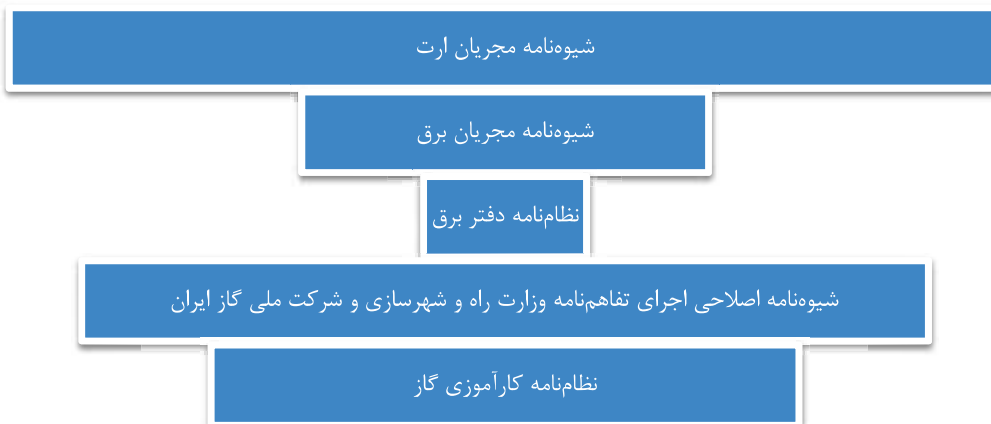 شیوه‌نامه مجریان ارت
شیوه‌نامه مجریان برق
نظام‌نامه دفتر برق
شیوه‌نامه اصلاحی اجرای تفاهم‌نامه وزارت راه و شهرسازی و شرکت ملی گاز ایران
نظام‌نامه کارآموزی گاز